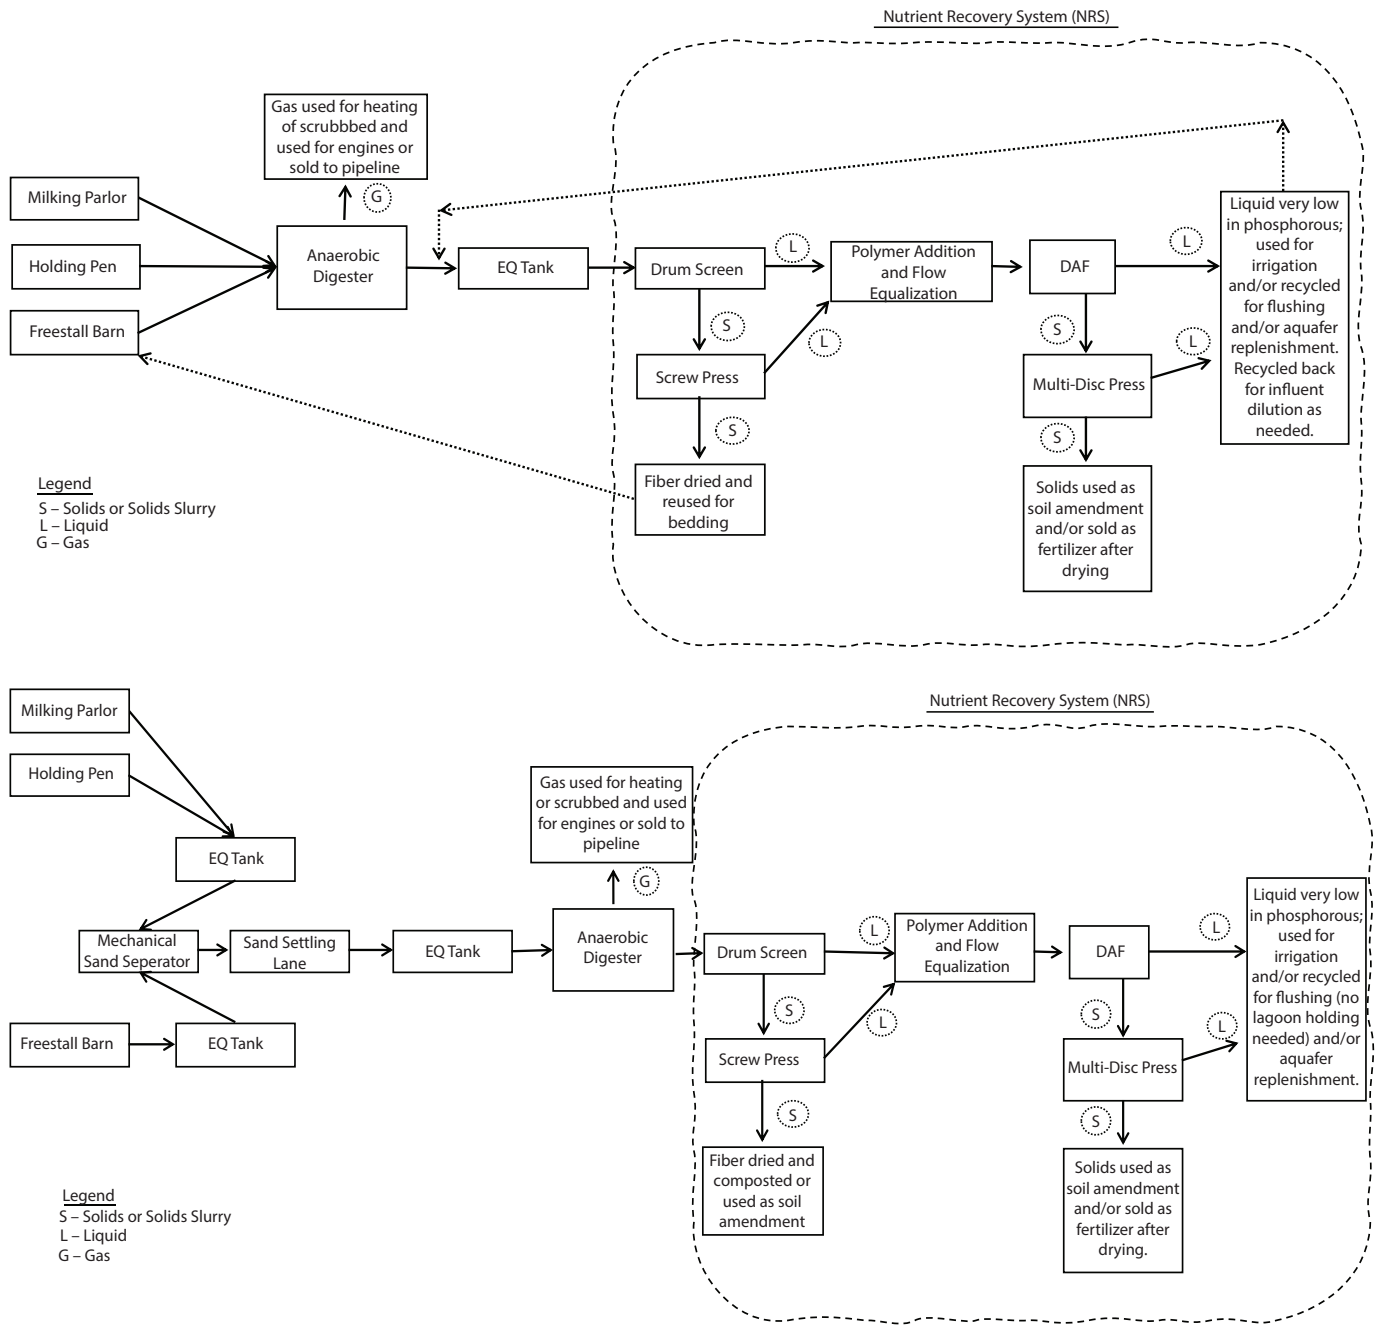 Nutrient Recovery System (NRS)
Gas used for heating
of scrubbbed and
used for engines or
sold to pipeline
G
Milking Parlor
Holding Pen
Freestall Barn
Anaerobic
Digester
EQ Tank
Drum Screen
L
Polymer Addition
and Flow
Equalization
DAF
L
Liquid very low
in phosphorous;
used for
irrigation
and/or recycled
for flushing
and/or aquafer
replenishment.
Recycled back
for influent
dilution as
needed.
S
L
S
L
Screw Press
Multi-Disc Press
S
S
Fiber dried and
reused for
bedding
Solids used as
soil amendment
and/or sold as
fertilizer after
drying
Legend
S – Solids or Solids Slurry
L – Liquid
G – Gas
Nutrient Recovery System (NRS)
Milking Parlor
Holding Pen
EQ Tank
Mechanical
Sand Seperator
Sand Settling
Lane
EQ Tank
Freestall Barn
EQ Tank
Gas used for heating
or scrubbed and used
for engines or sold to
pipeline
G
Anaerobic
Digester
Drum Screen
L
Polymer Addition
and Flow
Equalization
DAF
L
Liquid very low
in phosphorous;
used for
irrigation
and/or recycled
for flushing (no
lagoon holding
needed) and/or
aquafer
replenishment.
S
L
S
L
Screw Press
Multi-Disc Press
S
S
Fiber dried and
composted or
used as soil
amendment
Solids used as
soil amendment
and/or sold as
fertilizer after
drying.
Legend
S – Solids or Solids Slurry
L – Liquid
G – Gas